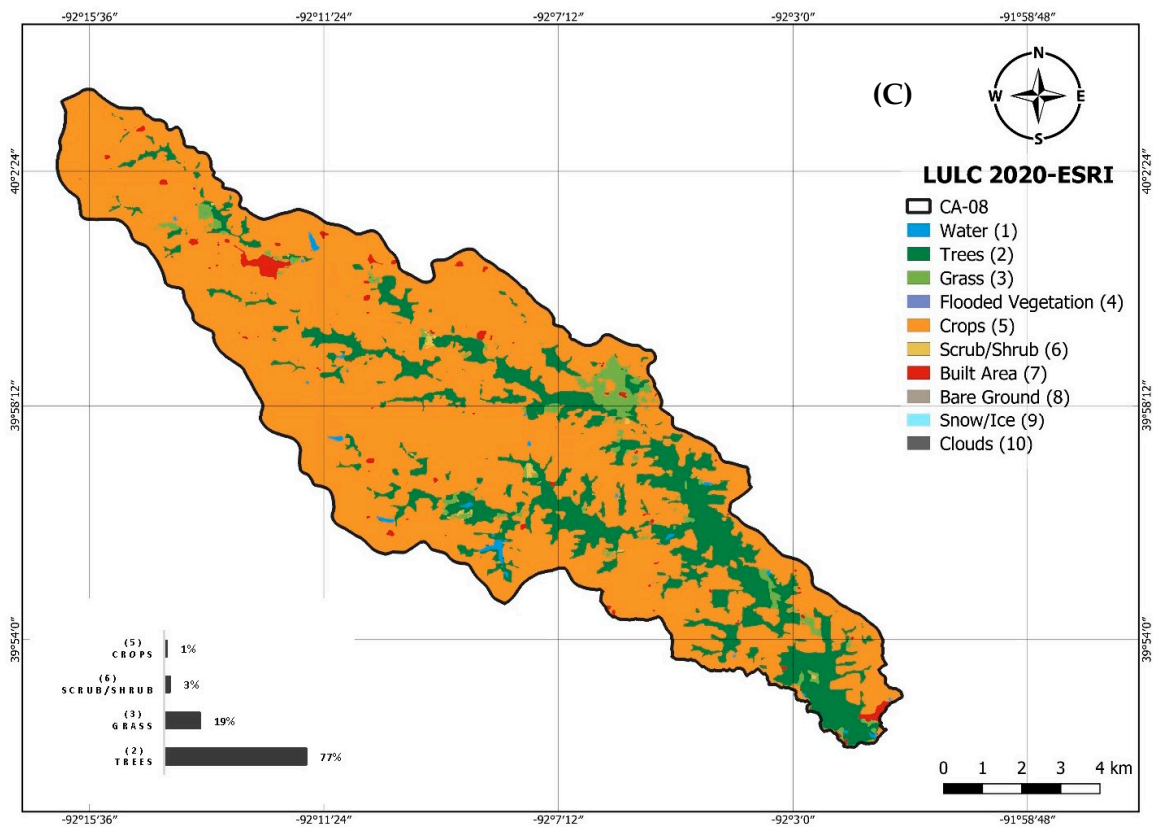 -92°15'36" -92°11'24" -92°7'12" -92°3'0" -91°58'48"
(C)
N
W E
S
40°2'24" 40°2'24"
LULC 2020-ESRI
CA-08
Water (1)
Trees (2)
Grass (3)
Flooded Vegetation (4)
Crops (5)
Scrub/Shrub (6)
Built Area (7)
Bare Ground (8)
Snow/Ice (9)
Clouds (10)
39°58'12" 39°58'12"
39°54'0" 39°54'0"
(5)
CROPS 1%
(6)
SCRUB/SHRUB 3%
(3)
GRASS 19%
(2)
TREES 77%
0 1 2 3 4 km
-92°15'36" -92°11'24" -92°7'12" -92°3'0" -91°58'48"